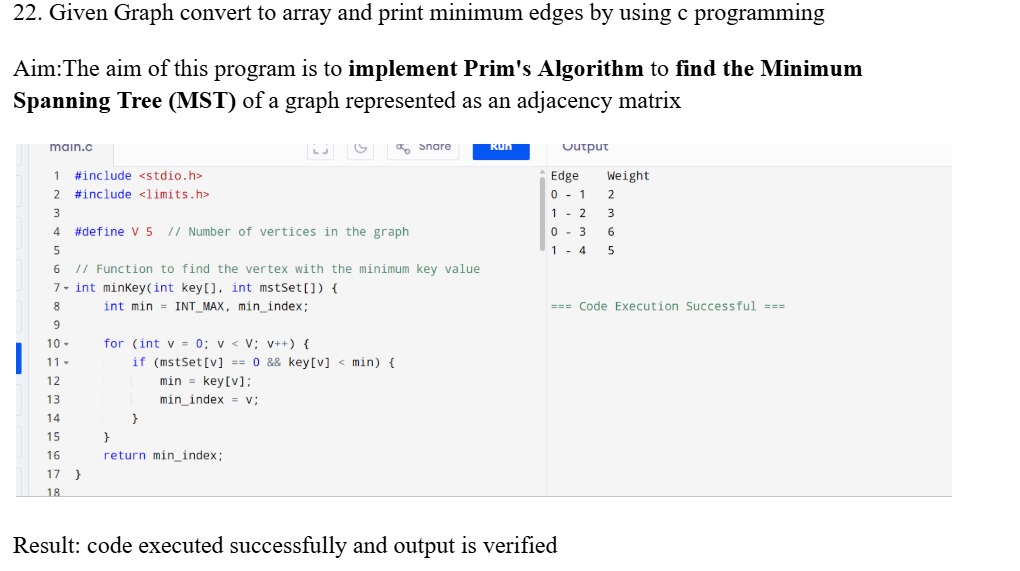 22. Given Graph convert to array and print minimum edges by using c programming
Aim:The aim of this program is to implement Prim's Algorithm to find the Minimum
Spanning Tree (MST) of a graph represented as an adjacency matrix
main.c Share Run Output
1 #include <stdio.h>
2 #include <limits.h>
3
4 #define V 5 // Number of vertices in the graph
5
6 // Function to find the vertex with the minimum key value
7 int minKey(int key[], int mstSet[]) {
8 int min = INT_MAX, min_index;
9
10 for (int v = 0; v < V; v++) {
11 if (mstSet[v] == 0 && key[v] < min) {
12 min = key[v];
13 min_index = v;
14 }
15 }
16 return min_index;
17 }
18
Edge Weight
0 - 1 2
1 - 2 3
0 - 3 6
1 - 4 5
=== Code Execution Successful ===
Result: code executed successfully and output is verified